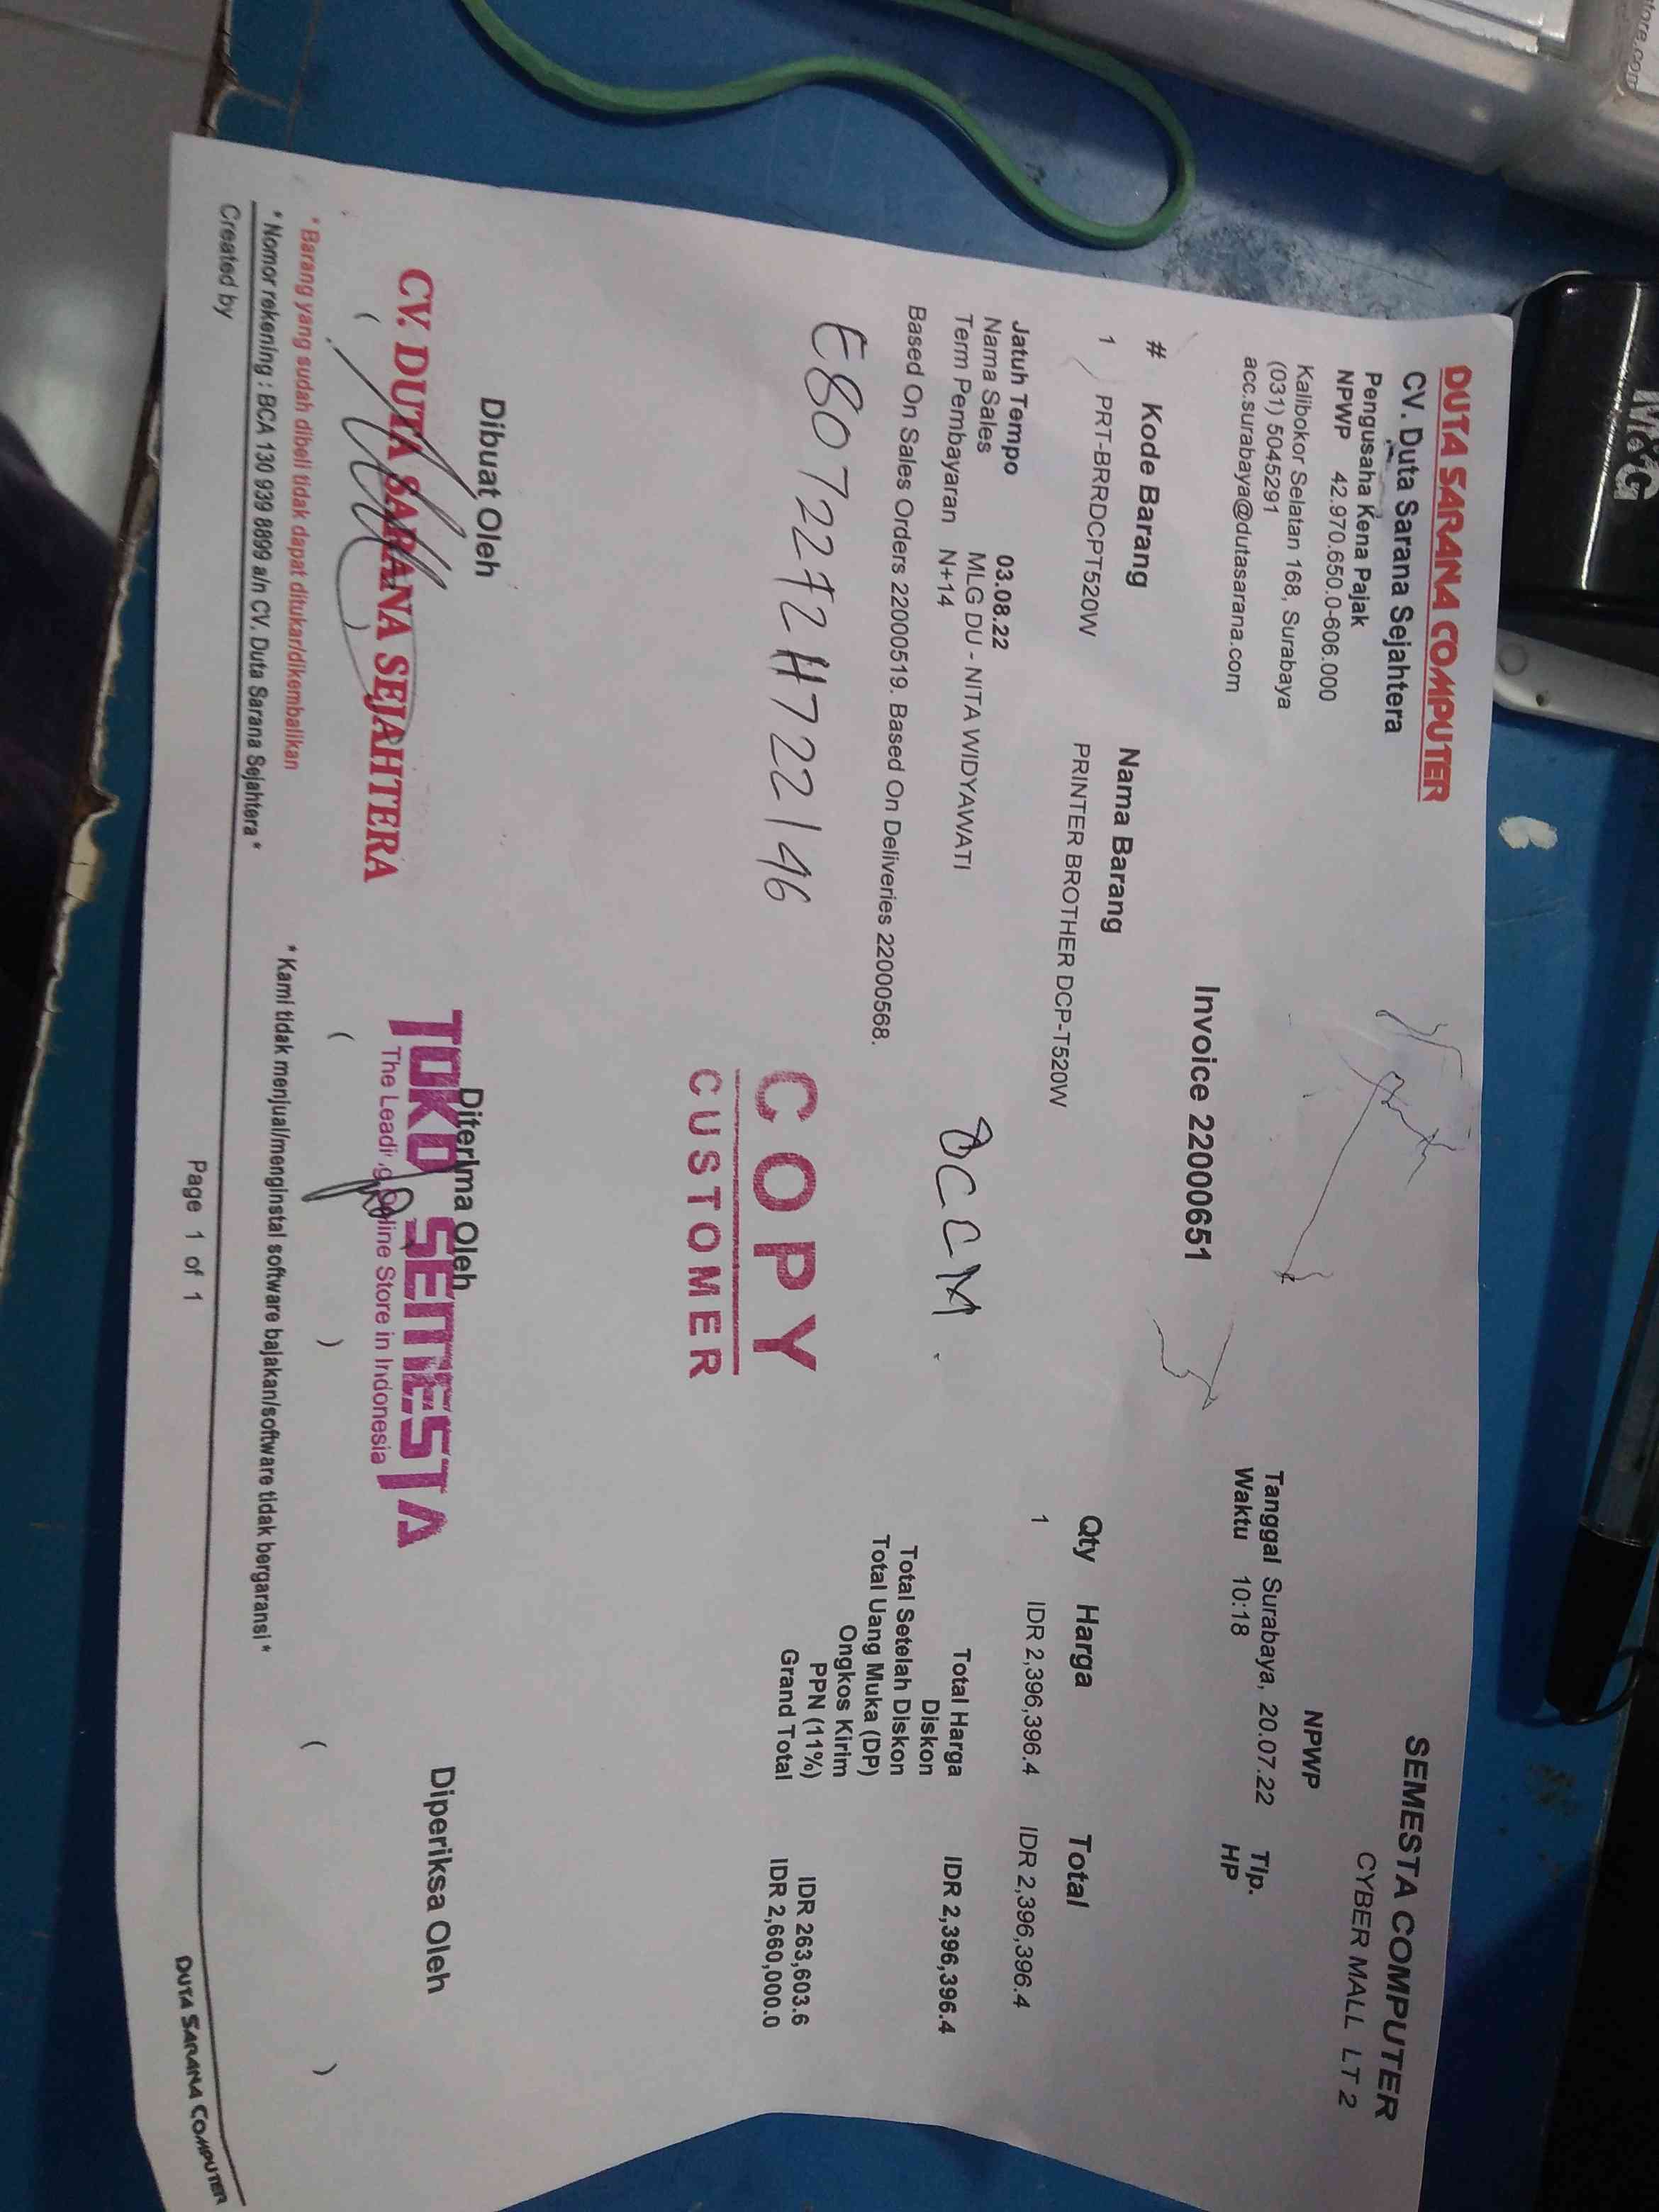 DUTA SARANA COMPUTER
CV. Duta Sarana Sejahtera
Pengusaha Kena Pajak
NPWP 42.970.650.0-606.000
Kalibokor Selatan 168, Surabaya
(031) 5045291
acc.surabaya@dutasarana.com
SEMESTA COMPUTER
CYBER MALL LT 2
NPWP
Tanggal Surabaya, 20.07.22 Tlp.
Waktu 10:18 HP
Invoice 22000651
# Kode Barang Nama Barang Qty Harga Total
1 PRT-BRRDCPT520W PRINTER BROTHER DCP-T520W 1 IDR 2,396,396.4 IDR 2,396,396.4
Jatuh Tempo 03.08.22
Nama Sales MLG DU - NITA WIDYAWATI
Term Pembayaran N+14
Based On Sales Orders 22000519. Based On Deliveries 22000568.
Total Harga IDR 2,396,396.4
Diskon
Total Setelah Diskon
Total Uang Muka (DP)
Ongkos Kirim
PPN (11%) IDR 263,603.6
Grand Total IDR 2,660,000.0
COPY
CUSTOMER
Dibuat Oleh Diterima Oleh Diperiksa Oleh
CV. DUTA SARANA SEJAHTERA
TOKO SEMESTA
The Leading Online Store in Indonesia
( ) ( ) ( )
* Barang yang sudah dibeli tidak dapat ditukar/dikembalikan
* Nomor rekening : BCA 130 939 8899 a/n CV. Duta Sarana Sejahtera *
* Kami tidak menjual/menginstal software bajakan/software tidak bergaransi *
Created by
Page 1 of 1
DUTA SARANA COMPUTER
M&G
tore.com